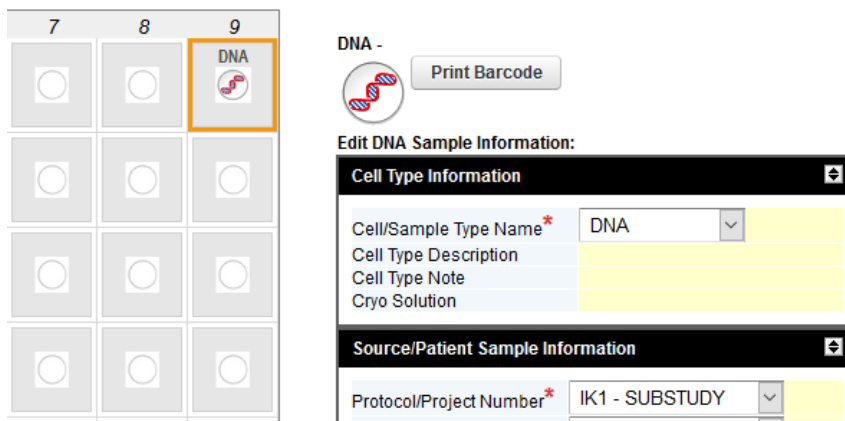 7 8 9
DNA
DNA -
Print Barcode
Edit DNA Sample Information:
Cell Type Information
Cell/Sample Type Name* DNA
Cell Type Description
Cell Type Note
Cryo Solution
Source/Patient Sample Information
Protocol/Project Number* IK1 - SUBSTUDY